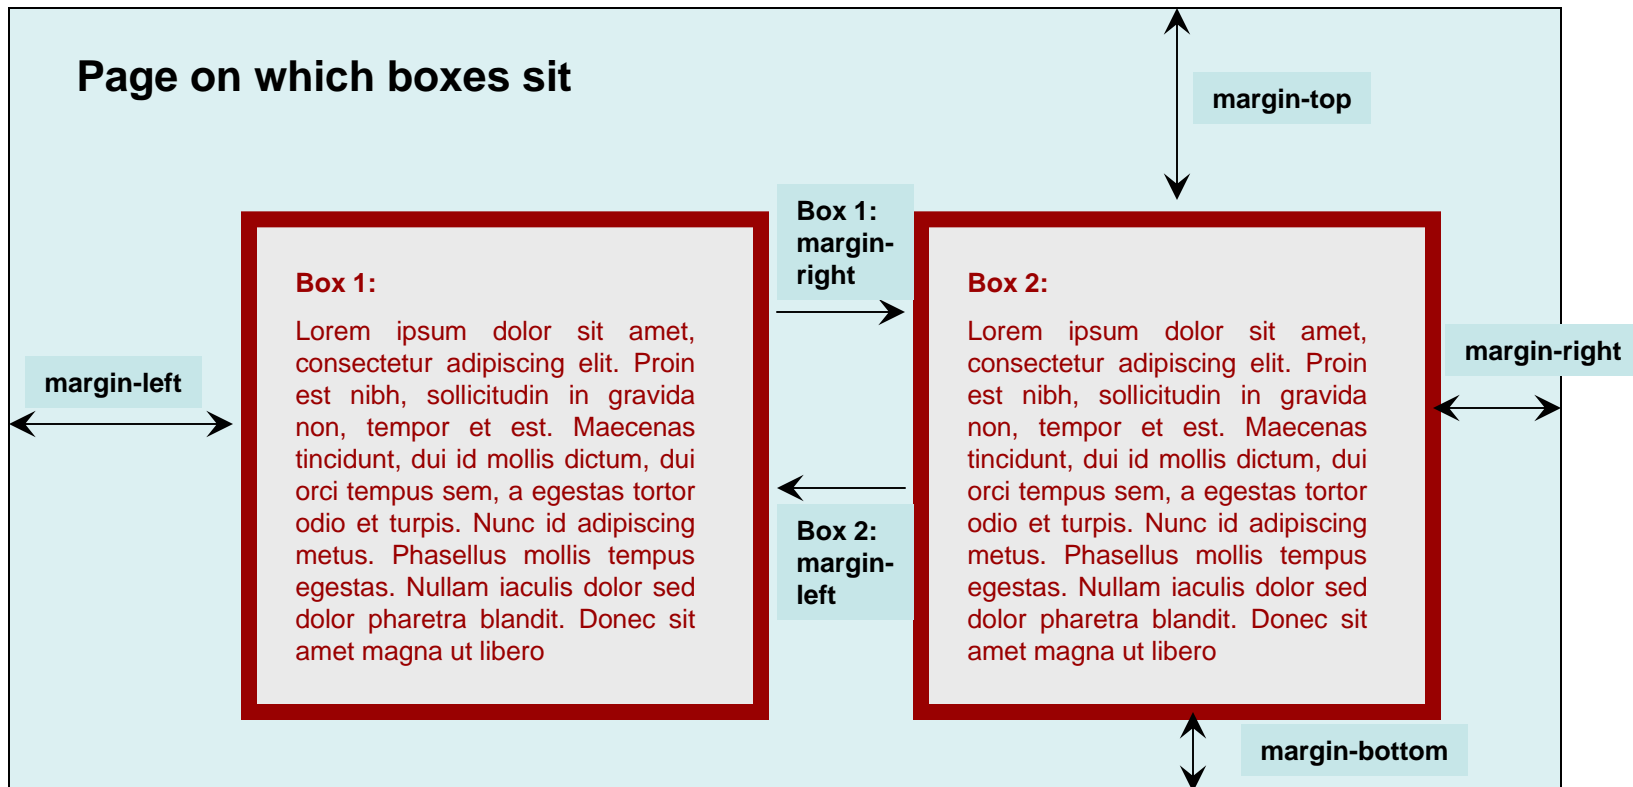 Page on which boxes sit
margin-top
Box 1:
margin-
right
Box 1:
Lorem ipsum dolor sit amet,
consectetur adipiscing elit. Proin
est nibh, sollicitudin in gravida
non, tempor et est. Maecenas
tincidunt, dui id mollis dictum, dui
orci tempus sem, a egestas tortor
odio et turpis. Nunc id adipiscing
metus. Phasellus mollis tempus
egestas. Nullam iaculis dolor sed
dolor pharetra blandit. Donec sit
amet magna ut libero
Box 2:
Lorem ipsum dolor sit amet,
consectetur adipiscing elit. Proin
est nibh, sollicitudin in gravida
non, tempor et est. Maecenas
tincidunt, dui id mollis dictum, dui
orci tempus sem, a egestas tortor
odio et turpis. Nunc id adipiscing
metus. Phasellus mollis tempus
egestas. Nullam iaculis dolor sed
dolor pharetra blandit. Donec sit
amet magna ut libero
margin-left
margin-right
Box 2:
margin-
left
margin-bottom